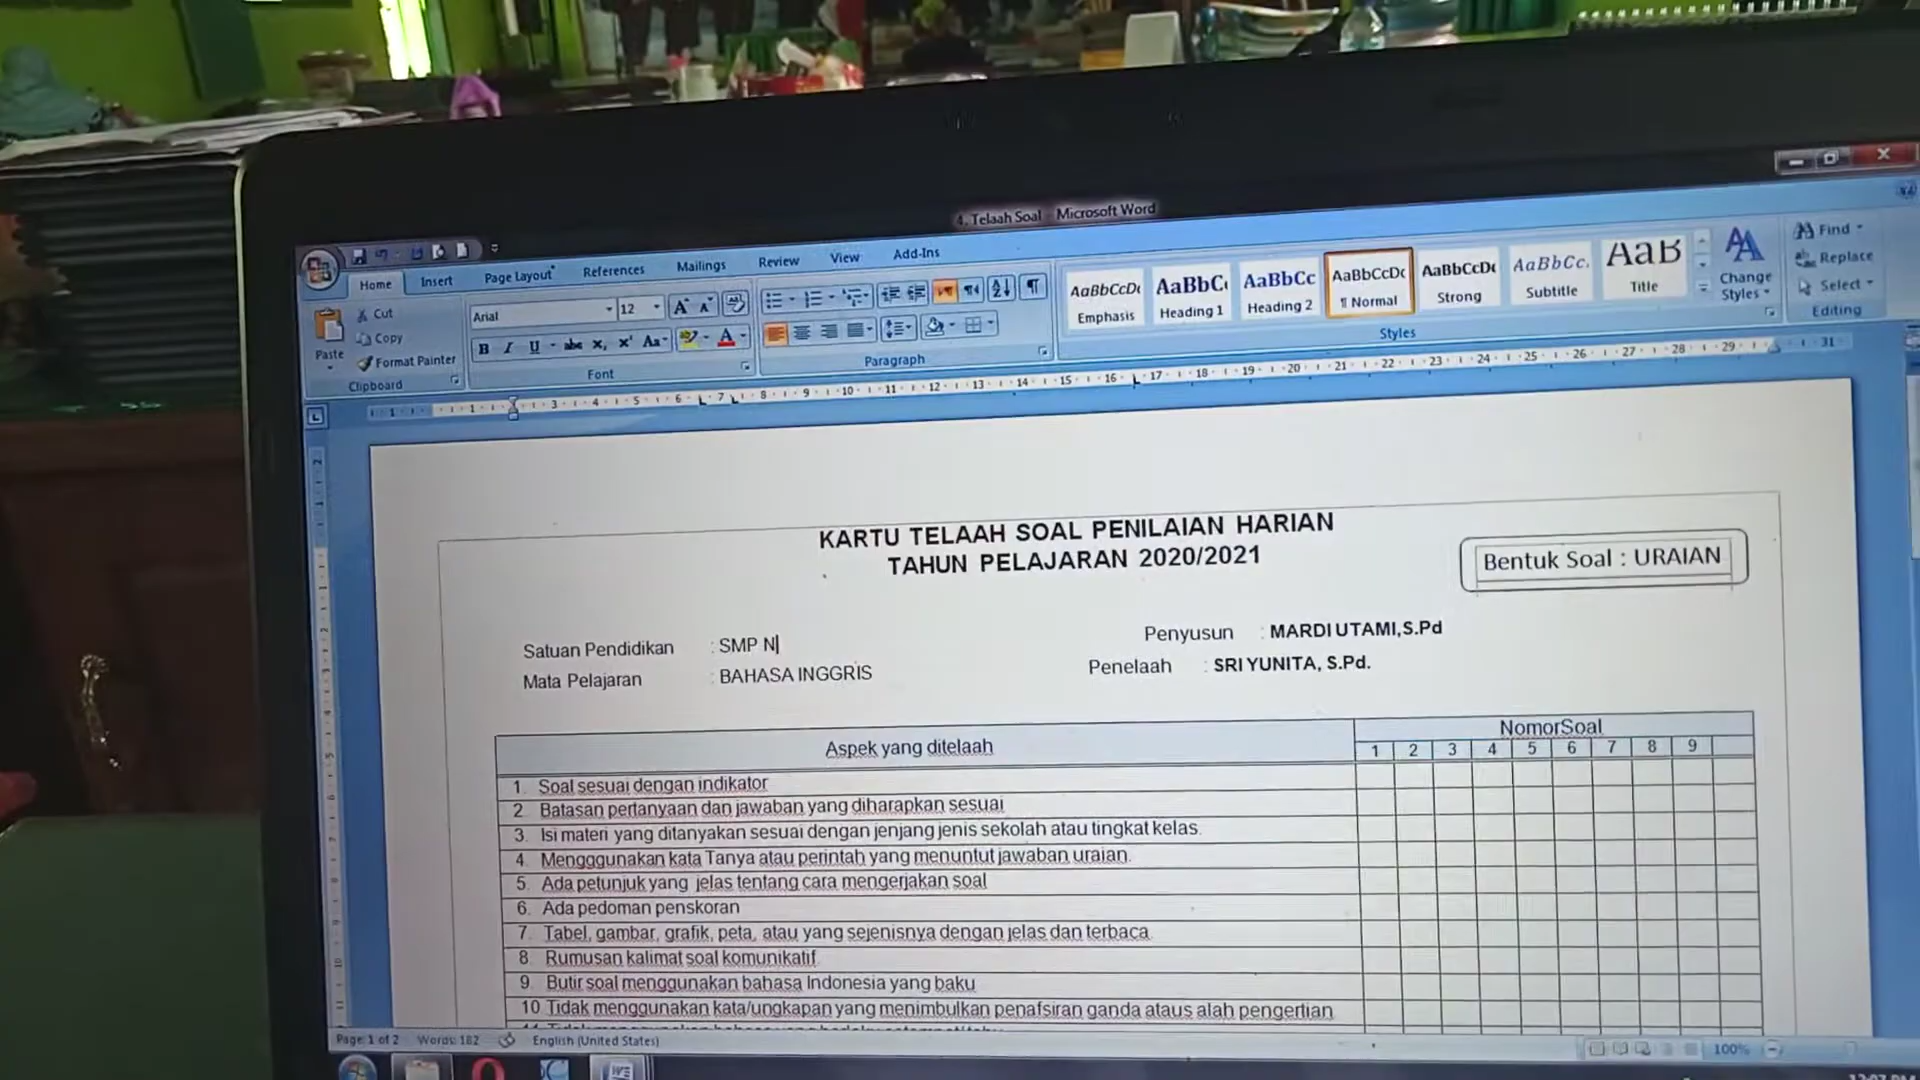 4. Telaah Soal - Microsoft Word
Home Insert Page Layout References Mailings Review View Add-Ins
Paste
Cut
Copy
Format Painter
Clipboard
Arial 12
Font
Paragraph
AaBbCcDc AaBbC AaBbCc AaBbCcDc AaBbCcDc AaBbCc. AaB
Emphasis Heading 1 Heading 2 ¶ Normal Strong Subtitle Title
Styles
Change Styles
Find
Replace
Select
Editing
KARTU TELAAH SOAL PENILAIAN HARIAN
TAHUN PELAJARAN 2020/2021
Bentuk Soal : URAIAN
Satuan Pendidikan : SMP N
Penyusun : MARDI UTAMI,S.Pd
Mata Pelajaran : BAHASA INGGRIS
Penelaah : SRI YUNITA, S.Pd.
Aspek yang ditelaah
NomorSoal
1 2 3 4 5 6 7 8 9
1. Soal sesuai dengan indikator
2. Batasan pertanyaan dan jawaban yang diharapkan sesuai
3. Isi materi yang ditanyakan sesuai dengan jenjang jenis sekolah atau tingkat kelas.
4. Mengggunakan kata Tanya atau perintah yang menuntut jawaban uraian.
5. Ada petunjuk yang jelas tentang cara mengerjakan soal
6. Ada pedoman penskoran
7. Tabel, gambar, grafik, peta, atau yang sejenisnya dengan jelas dan terbaca
8. Rumusan kalimat soal komunikatif
9. Butir soal menggunakan bahasa Indonesia yang baku
10 Tidak menggunakan kata/ungkapan yang menimbulkan penafsiran ganda ataus alah pengertian
Page: 1 of 2 Words: 182 English (United States)
100%